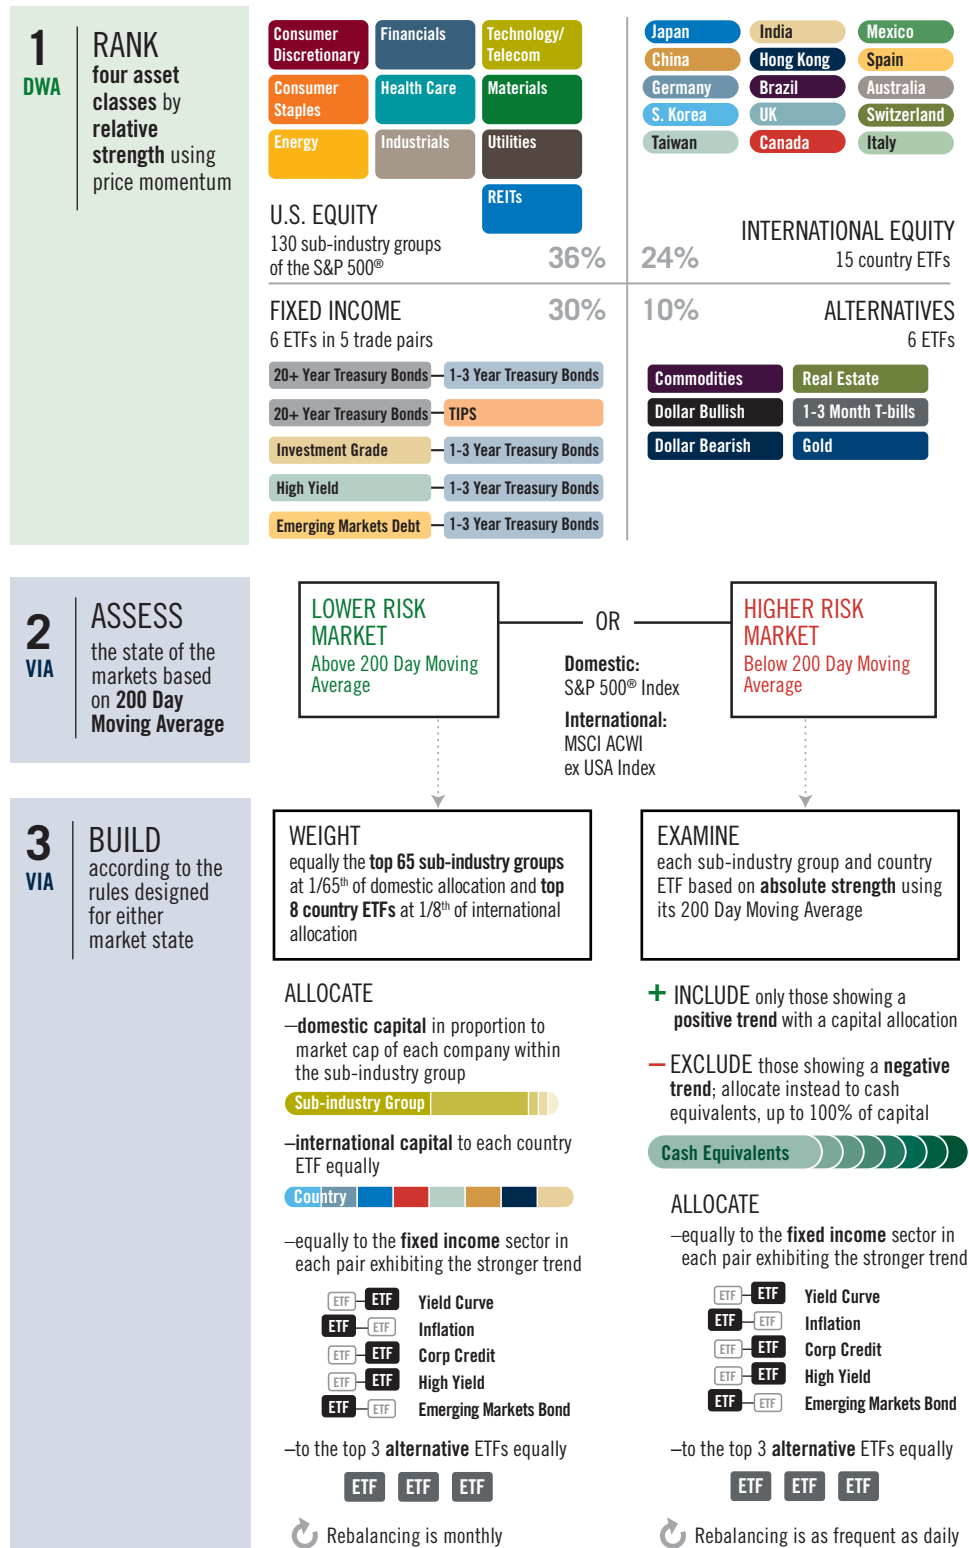 1
DWA
RANK
four asset
classes by
relative
strength using
price momentum
Consumer
Discretionary
Financials
Technology/
Telecom
Consumer
Staples
Health Care
Materials
Energy
Industrials
Utilities
REITs
U.S. EQUITY
130 sub-industry groups
of the S&P 500®
36%
Japan
India
Mexico
China
Hong Kong
Spain
Germany
Brazil
Australia
S. Korea
UK
Switzerland
Taiwan
Canada
Italy
INTERNATIONAL EQUITY
24%
15 country ETFs
FIXED INCOME
30%
6 ETFs in 5 trade pairs
20+ Year Treasury Bonds
1-3 Year Treasury Bonds
20+ Year Treasury Bonds
TIPS
Investment Grade
1-3 Year Treasury Bonds
High Yield
1-3 Year Treasury Bonds
Emerging Markets Debt
1-3 Year Treasury Bonds
10%
ALTERNATIVES
6 ETFs
Commodities
Real Estate
Dollar Bullish
1-3 Month T-bills
Dollar Bearish
Gold
2
VIA
ASSESS
the state of the
markets based
on 200 Day
Moving Average
LOWER RISK
MARKET
Above 200 Day Moving
Average
OR
Domestic:
S&P 500® Index
International:
MSCI ACWI
ex USA Index
HIGHER RISK
MARKET
Below 200 Day Moving
Average
3
VIA
BUILD
according to the
rules designed
for either
market state
WEIGHT
equally the top 65 sub-industry groups
at 1/65th of domestic allocation and top
8 country ETFs at 1/8th of international
allocation
ALLOCATE
–domestic capital in proportion to
market cap of each company within
the sub-industry group
Sub-industry Group
–international capital to each country
ETF equally
Country
–equally to the fixed income sector in
each pair exhibiting the stronger trend
ETF ETF Yield Curve
ETF ETF Inflation
ETF ETF Corp Credit
ETF ETF High Yield
ETF ETF Emerging Markets Bond
–to the top 3 alternative ETFs equally
ETF ETF ETF
Rebalancing is monthly
EXAMINE
each sub-industry group and country
ETF based on absolute strength using
its 200 Day Moving Average
+ INCLUDE only those showing a
positive trend with a capital allocation
– EXCLUDE those showing a negative
trend; allocate instead to cash
equivalents, up to 100% of capital
Cash Equivalents
ALLOCATE
–equally to the fixed income sector in
each pair exhibiting the stronger trend
ETF ETF Yield Curve
ETF ETF Inflation
ETF ETF Corp Credit
ETF ETF High Yield
ETF ETF Emerging Markets Bond
–to the top 3 alternative ETFs equally
ETF ETF ETF
Rebalancing is as frequent as daily